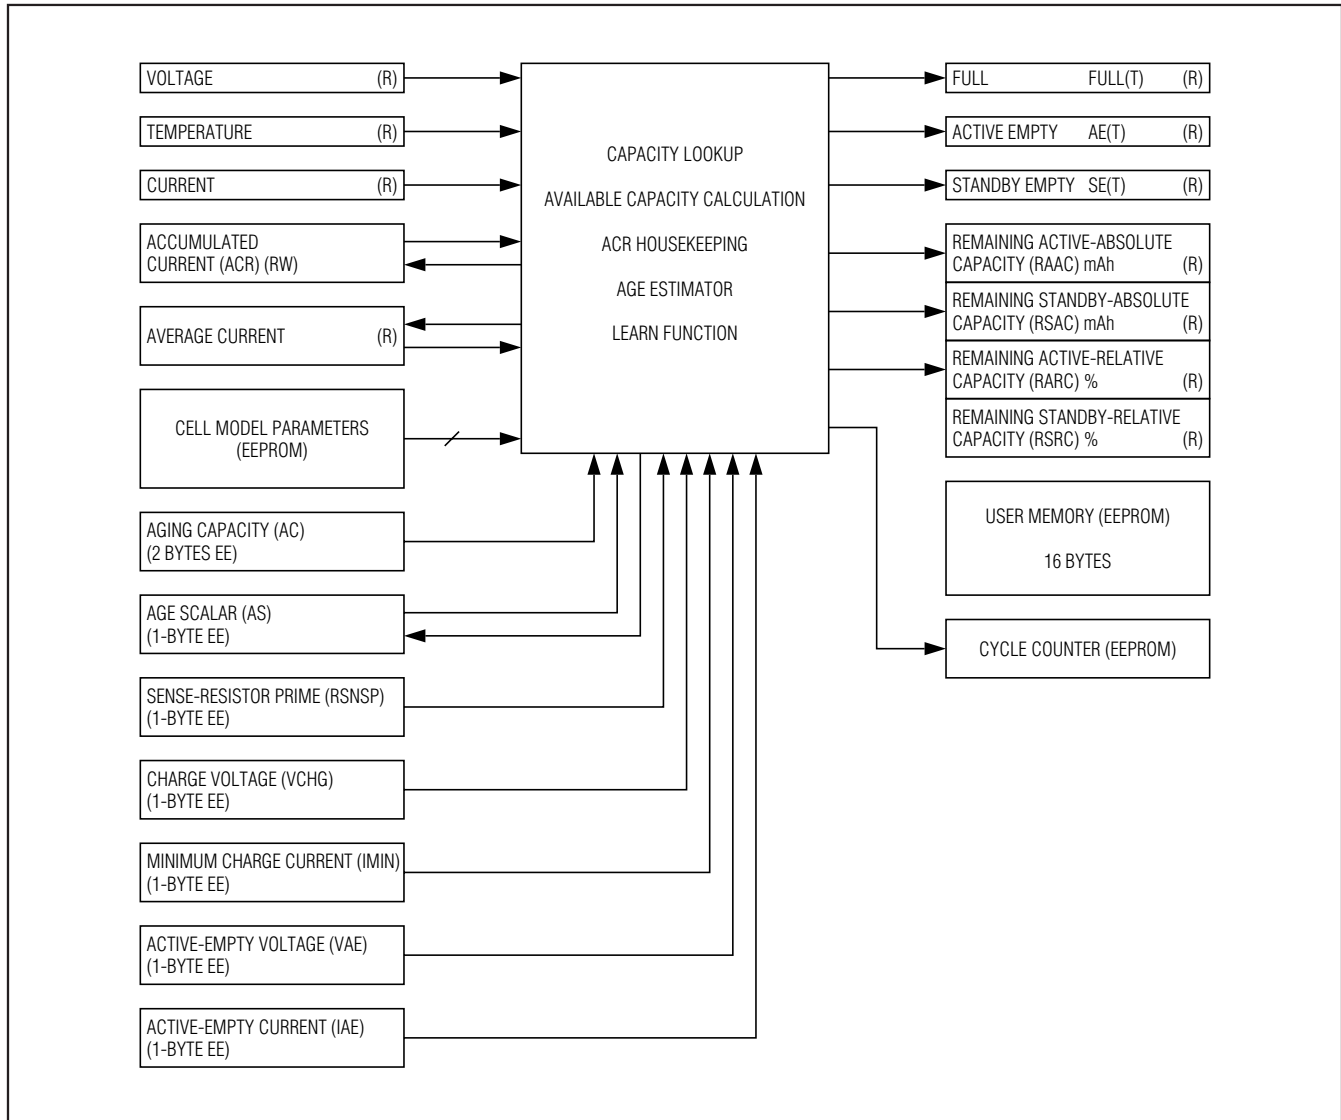 VOLTAGE (R)
TEMPERATURE (R)
CURRENT (R)
ACCUMULATED
CURRENT (ACR) (RW)
AVERAGE CURRENT (R)
CELL MODEL PARAMETERS
(EEPROM)
AGING CAPACITY (AC)
(2 BYTES EE)
AGE SCALAR (AS)
(1-BYTE EE)
SENSE-RESISTOR PRIME (RSNSP)
(1-BYTE EE)
CHARGE VOLTAGE (VCHG)
(1-BYTE EE)
MINIMUM CHARGE CURRENT (IMIN)
(1-BYTE EE)
ACTIVE-EMPTY VOLTAGE (VAE)
(1-BYTE EE)
ACTIVE-EMPTY CURRENT (IAE)
(1-BYTE EE)
CAPACITY LOOKUP
AVAILABLE CAPACITY CALCULATION
ACR HOUSEKEEPING
AGE ESTIMATOR
LEARN FUNCTION
FULL FULL(T) (R)
ACTIVE EMPTY AE(T) (R)
STANDBY EMPTY SE(T) (R)
REMAINING ACTIVE-ABSOLUTE
CAPACITY (RAAC) mAh (R)
REMAINING STANDBY-ABSOLUTE
CAPACITY (RSAC) mAh (R)
REMAINING ACTIVE-RELATIVE
CAPACITY (RARC) % (R)
REMAINING STANDBY-RELATIVE
CAPACITY (RSRC) % (R)
USER MEMORY (EEPROM)
16 BYTES
CYCLE COUNTER (EEPROM)